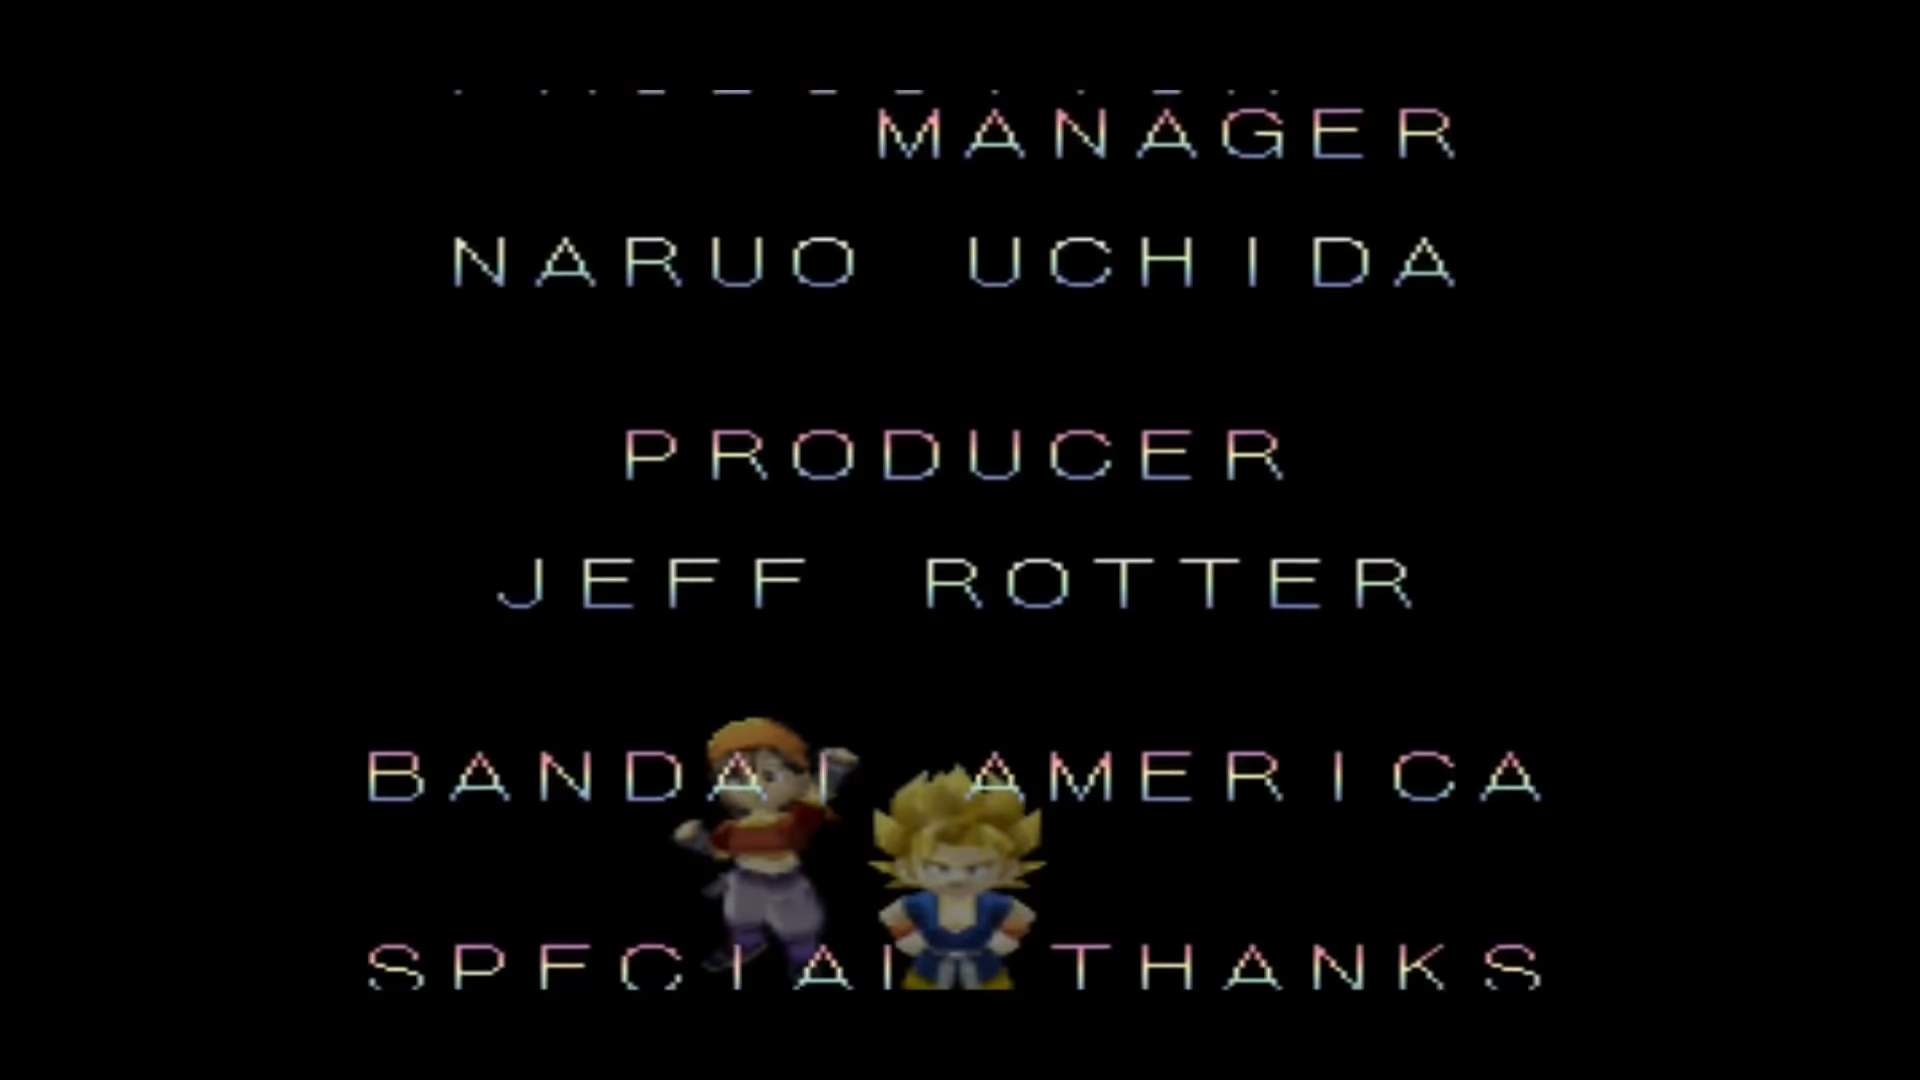 MANAGER
NARUO UCHIDA
PRODUCER
JEFF ROTTER
BANDAI AMERICA
SPECIAL THANKS